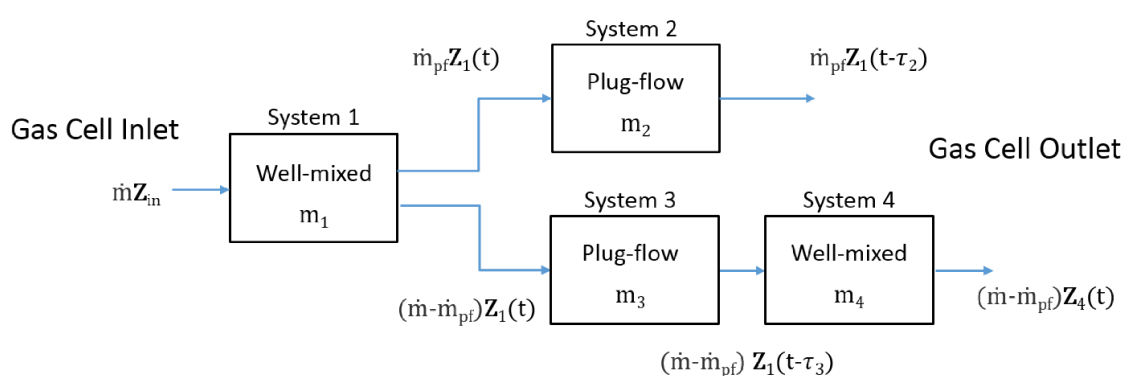 System 2
ṁpfZ1(t)
Plug-flow
m2
ṁpfZ1(t-τ2)
Gas Cell Inlet
System 1
Well-mixed
m1
ṁZin
Gas Cell Outlet
System 3
Plug-flow
m3
System 4
Well-mixed
m4
(ṁ-ṁpf)Z1(t)
(ṁ-ṁpf)Z4(t)
(ṁ-ṁpf) Z1(t-τ3)